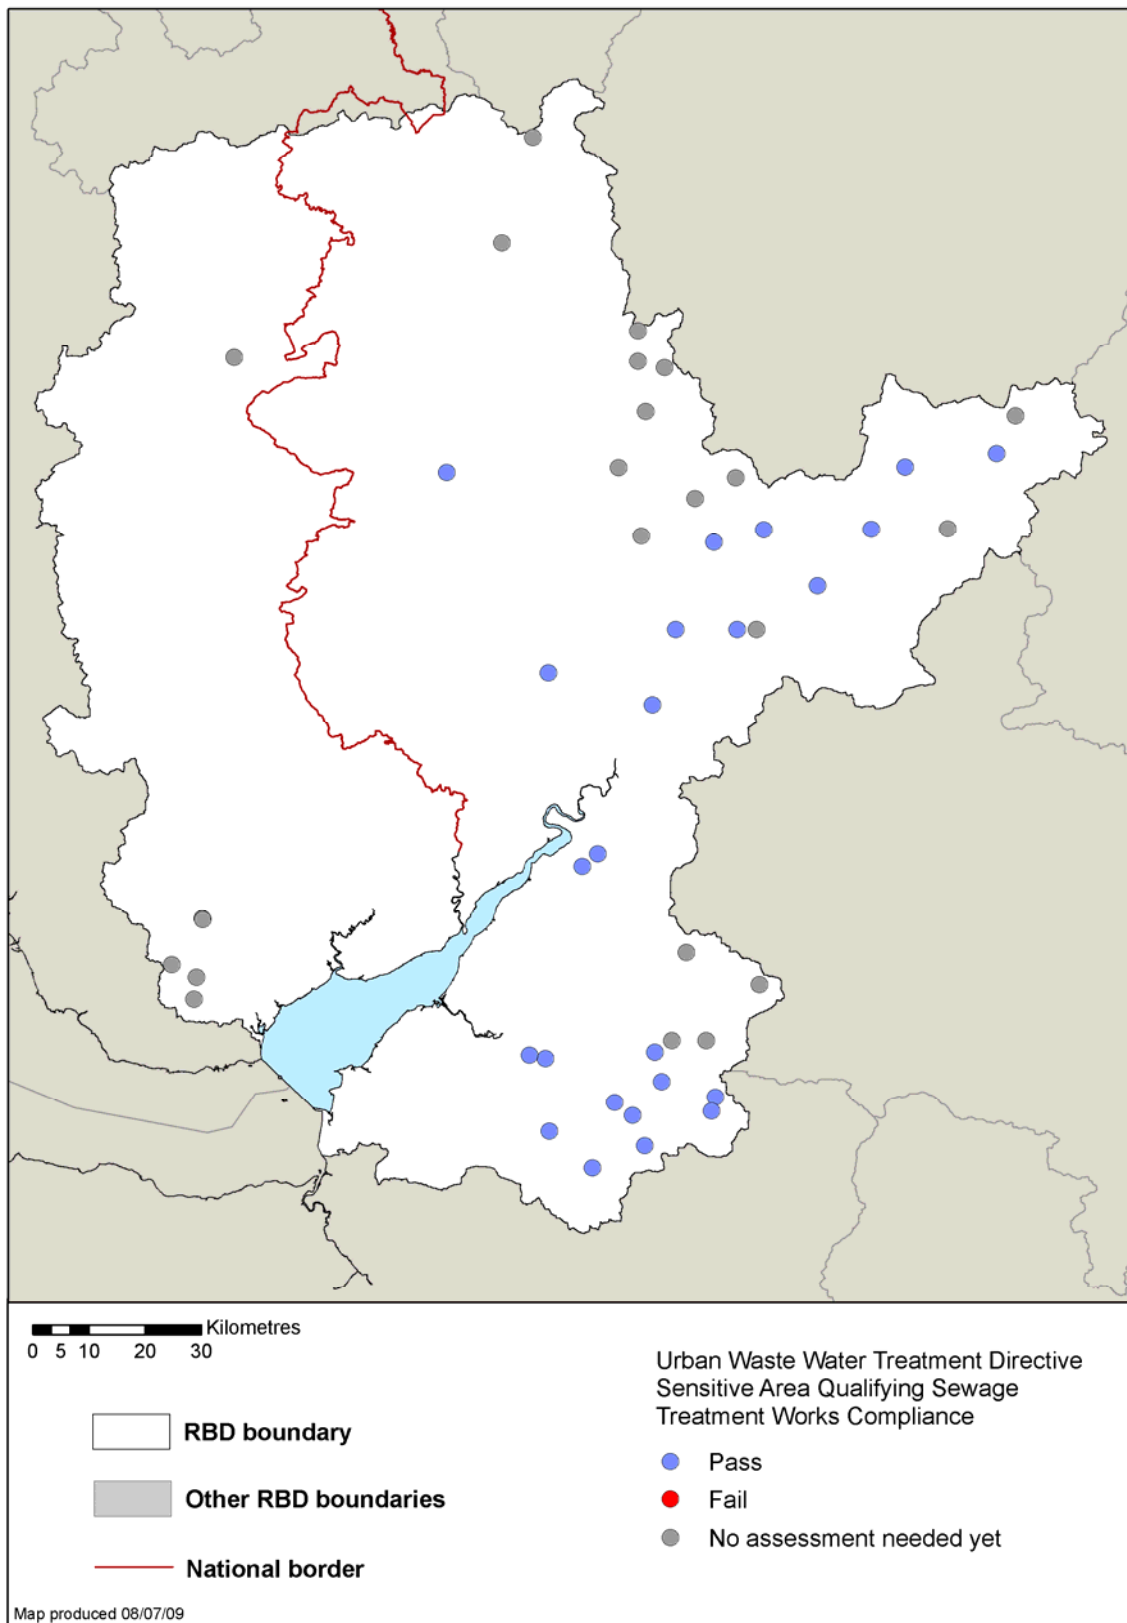 Kilometres
0 5 10 20 30
RBD boundary
Other RBD boundaries
National border
Urban Waste Water Treatment Directive
Sensitive Area Qualifying Sewage
Treatment Works Compliance
Pass
Fail
No assessment needed yet
Map produced 08/07/09